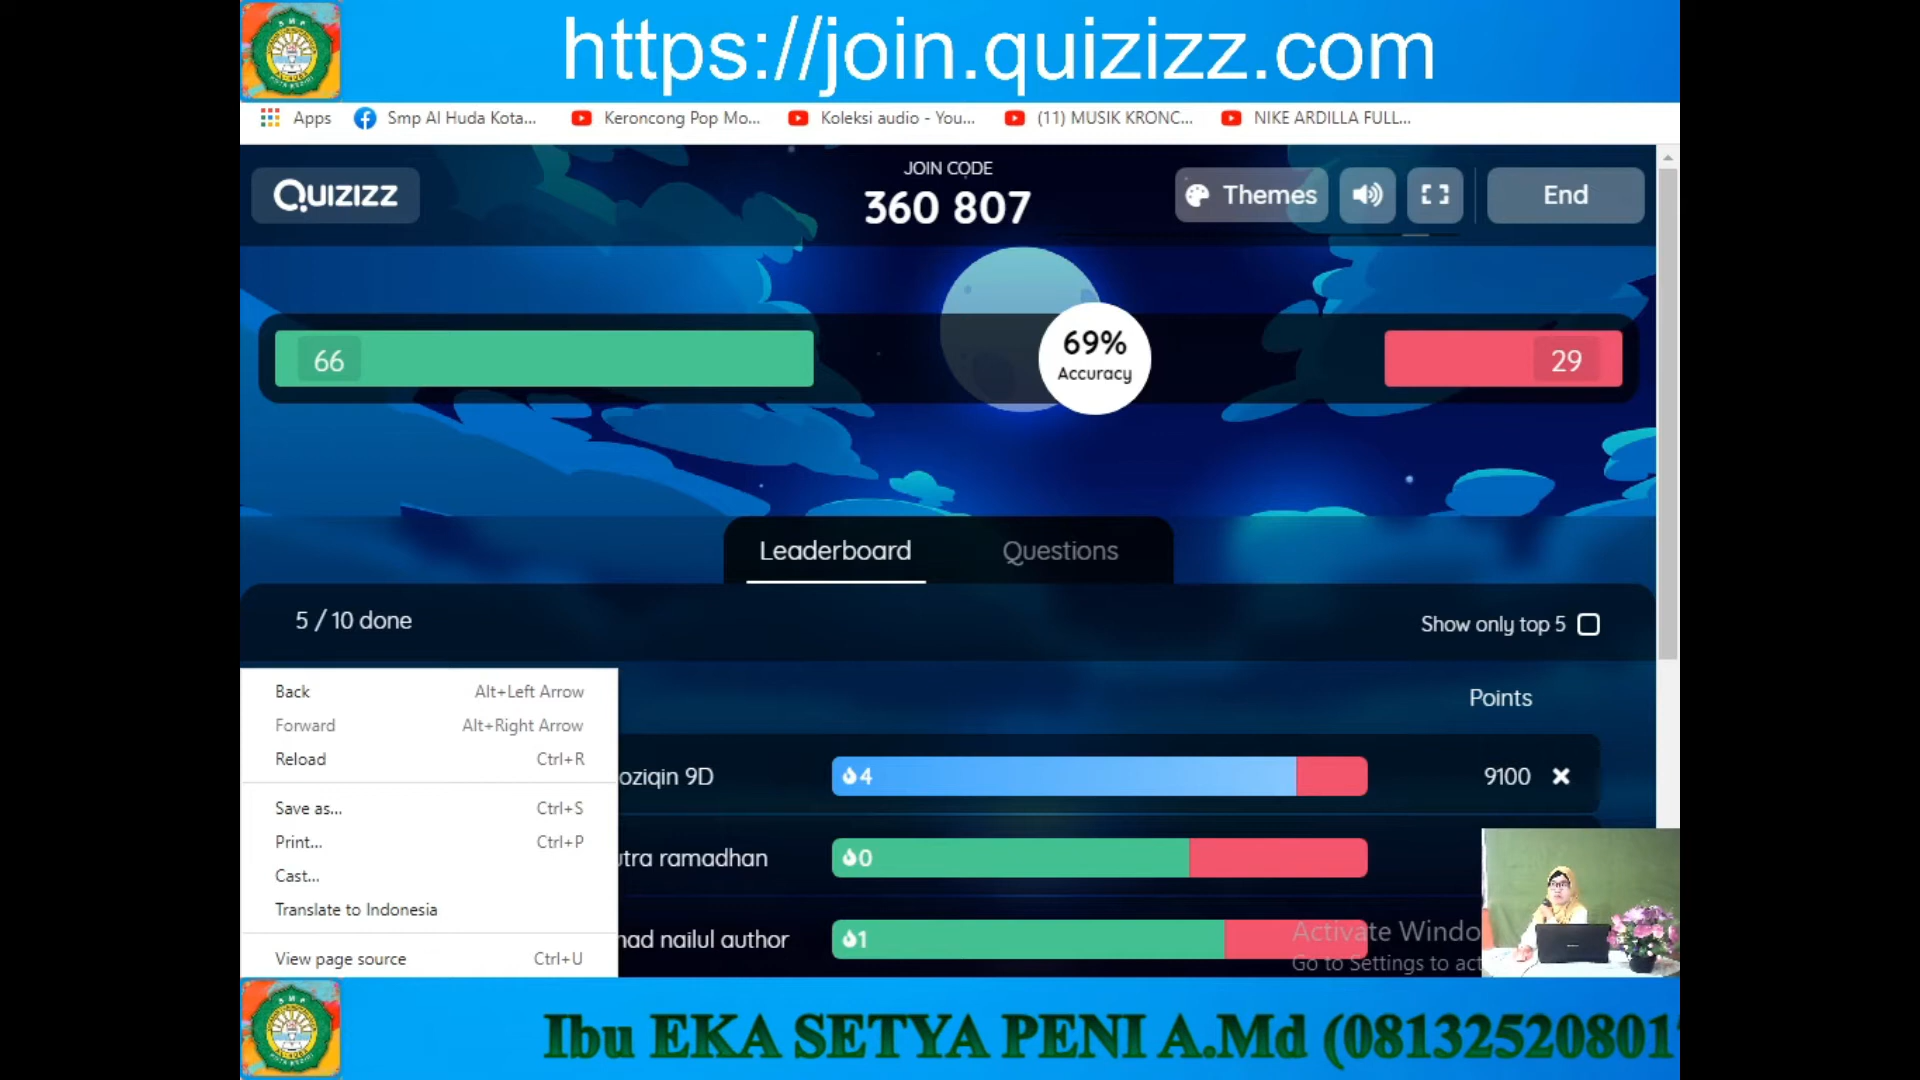 https://join.quizizz.com
Apps Smp Al Huda Kota... Keroncong Pop Mo... Koleksi audio - You... (11) MUSIK KRONC... NIKE ARDILLA FULL...
Quizizz
JOIN CODE
360 807
Themes
End
66
69%
Accuracy
29
Leaderboard Questions
5 / 10 done
Show only top 5
Points
Back Alt+Left Arrow
Forward Alt+Right Arrow
Reload Ctrl+R
Save as... Ctrl+S
Print... Ctrl+P
Cast...
Translate to Indonesia
View page source Ctrl+U
oziqin 9D 4 9100
utra ramadhan 0
nad nailul author 1
Activate Windo
Go to Settings to act
Ibu EKA SETYA PENI A.Md (08132520801